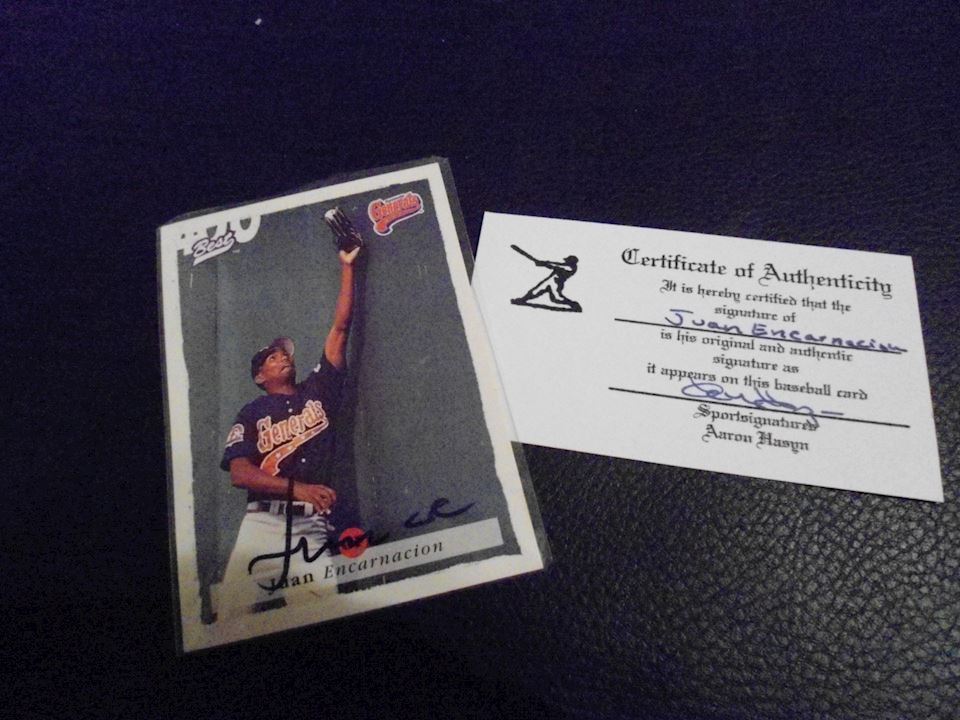 Best
Generals
Generals
Juan Encarnacion
Certificate of Authenticity
It is hereby certified that the
signature of
Juan Encarnacion
is his original and authentic
signature as
it appears on this baseball card
Sportsignatures
Aaron Hasyn